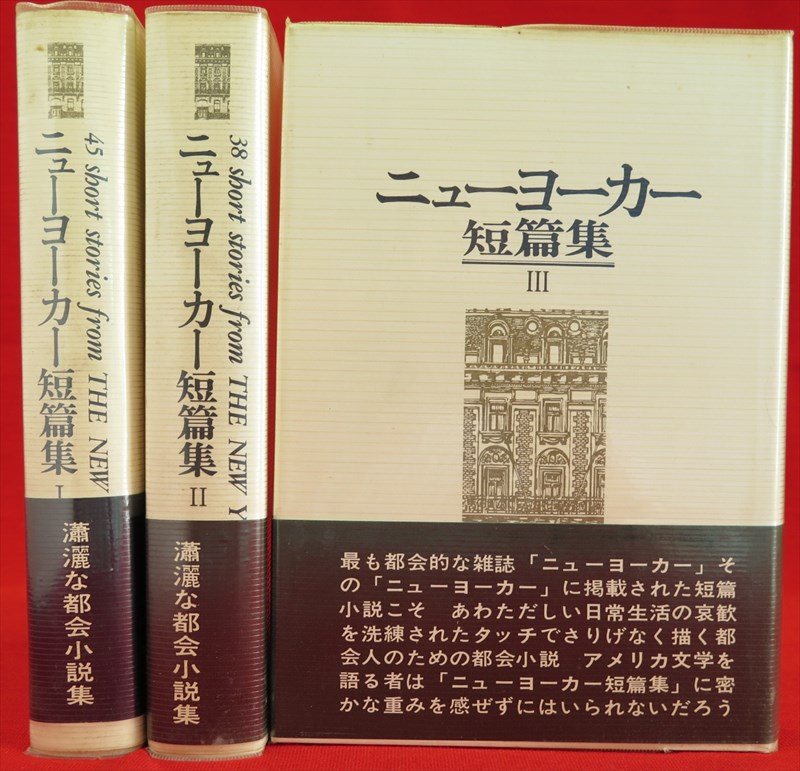 45 short stories from THE NEW
ニューヨーカー短篇集 I
瀟灑な都会小説集
38 short stories from THE NEW Y
ニューヨーカー短篇集 II
瀟灑な都会小説集
ニューヨーカー
短篇集
III
最も都会的な雑誌「ニューヨーカー」そ
の「ニューヨーカー」に掲載された短篇
小説こそ　あわただしい日常生活の哀歓
を洗練されたタッチでさりげなく描く都
会人のための都会小説　アメリカ文学を
語る者は「ニューヨーカー短篇集」に密
かな重みを感ぜずにはいられないだろう